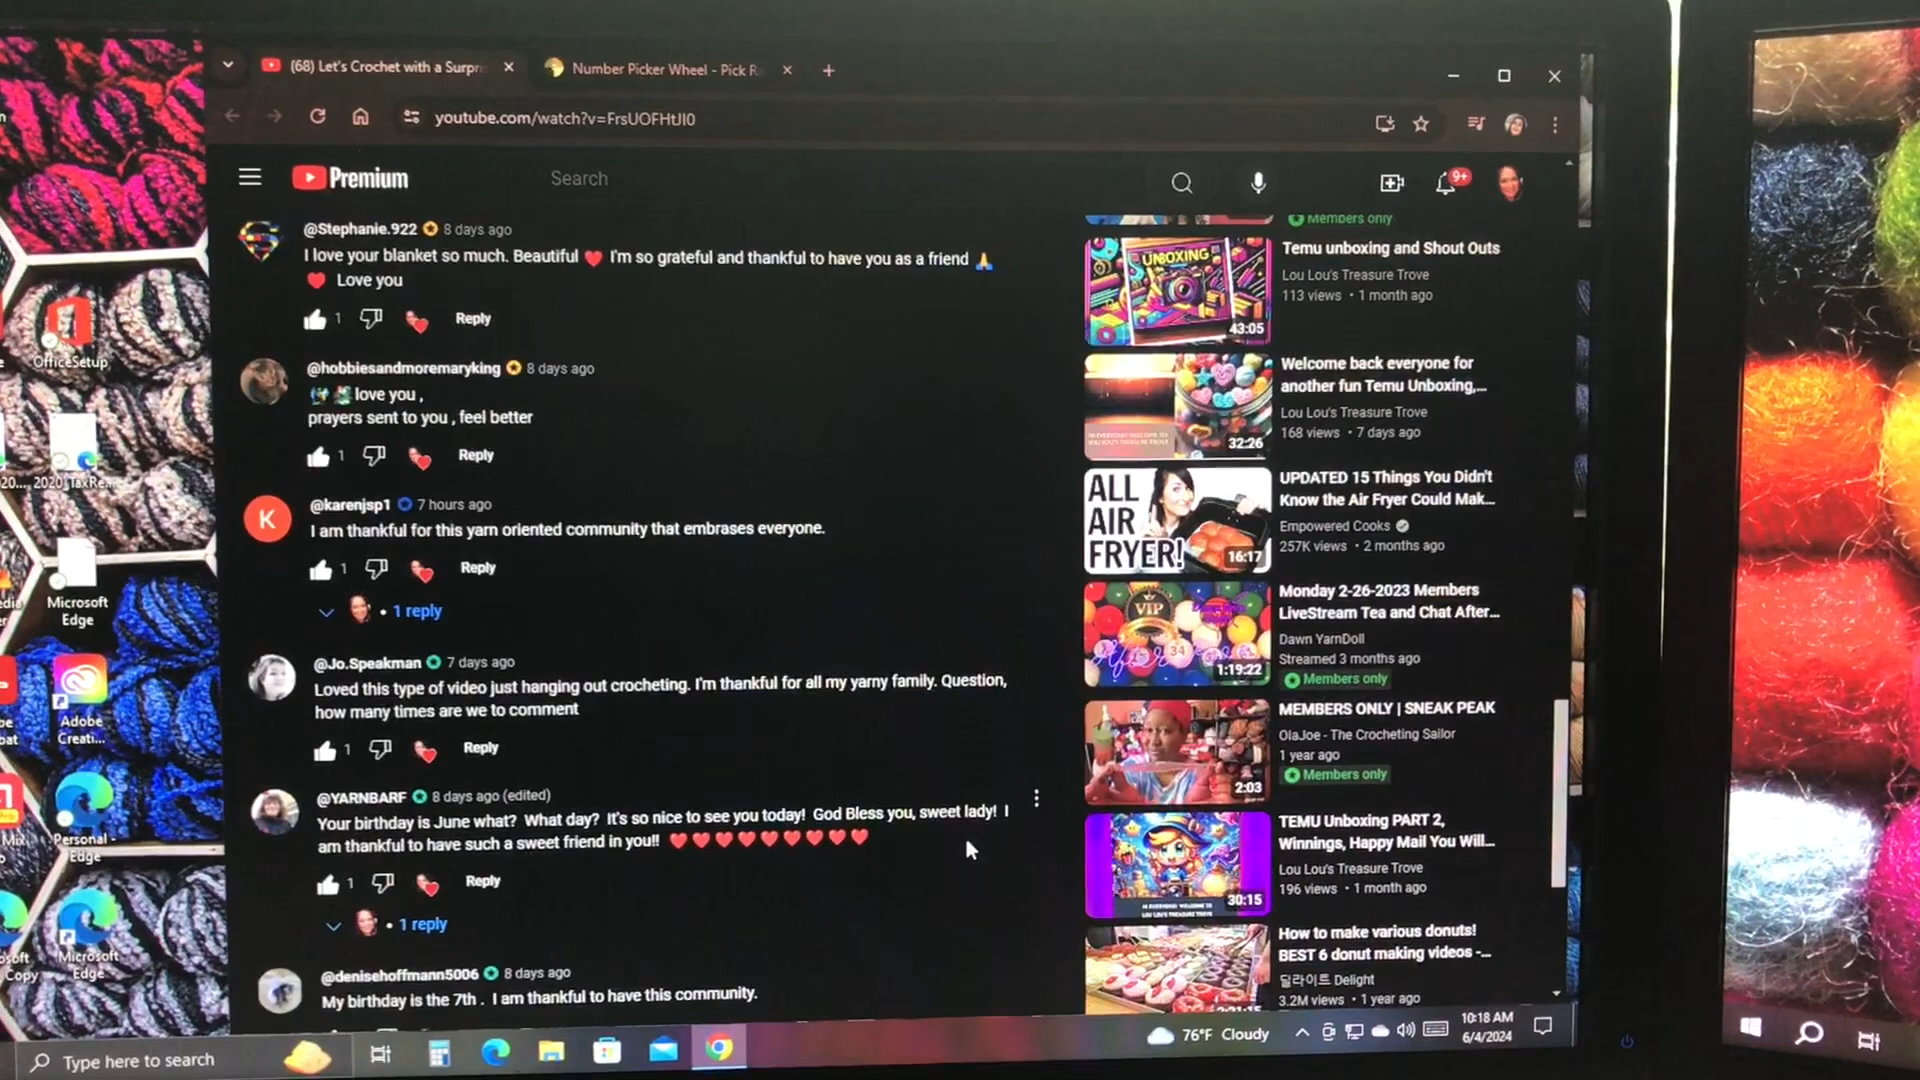 (68) Let's Crochet with a Surpri
Number Picker Wheel - Pick R
youtube.com/watch?v=FrsUOFHtJI0
Premium
Search
9+
@Stephanie.922 8 days ago
I love your blanket so much. Beautiful ❤️ I'm so grateful and thankful to have you as a friend 🙏
❤️ Love you
1 Reply
@hobbiesandmoremaryking 8 days ago
love you ,
prayers sent to you , feel better
1 Reply
@karenjsp1 7 hours ago
K
I am thankful for this yarn oriented community that embrases everyone.
1 Reply
• 1 reply
@Jo.Speakman 7 days ago
Loved this type of video just hanging out crocheting. I'm thankful for all my yarny family. Question,
how many times are we to comment
1 Reply
@YARNBARF 8 days ago (edited)
Your birthday is June what? What day? It's so nice to see you today! God Bless you, sweet lady! I
am thankful to have such a sweet friend in you!! ❤️❤️❤️❤️❤️❤️❤️❤️❤️
1 Reply
• 1 reply
@denisehoffmann5006 8 days ago
My birthday is the 7th . I am thankful to have this community.
Members only
UNBOXING
43:05
Temu unboxing and Shout Outs
Lou Lou's Treasure Trove
113 views • 1 month ago
32:26
Welcome back everyone for
another fun Temu Unboxing,...
Lou Lou's Treasure Trove
168 views • 7 days ago
ALL
AIR
FRYER!
16:17
UPDATED 15 Things You Didn't
Know the Air Fryer Could Mak...
Empowered Cooks
257K views • 2 months ago
VIP
34
1:19:22
Monday 2-26-2023 Members
LiveStream Tea and Chat After...
Dawn YarnDoll
Streamed 3 months ago
Members only
2:03
MEMBERS ONLY | SNEAK PEAK
OlaJoe - The Crocheting Sailor
1 year ago
Members only
30:15
TEMU Unboxing PART 2,
Winnings, Happy Mail You Will...
Lou Lou's Treasure Trove
196 views • 1 month ago
How to make various donuts!
BEST 6 donut making videos -...
딜라이트 Delight
3.2M views • 1 year ago
OfficeSetup
2020_TaxRe...
Microsoft
Edge
Adobe
Creati...
Personal -
Edge
Microsoft
Edge
Copy
Type here to search
76°F Cloudy
10:18 AM
6/4/2024